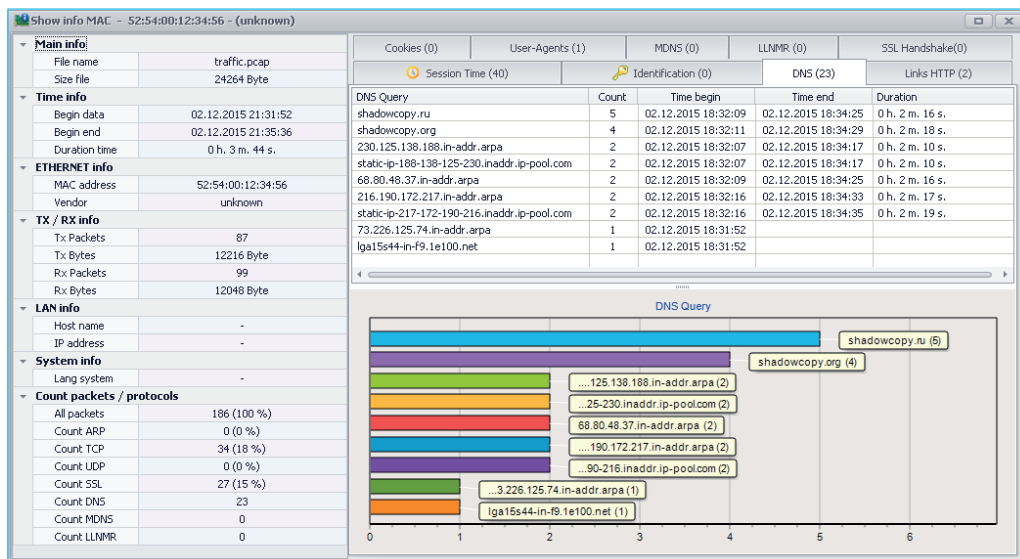 Show info MAC - 52:54:00:12:34:56 - (unknown)
Main info
File name traffic.pcap
Size file 24264 Byte
Time info
Begin data 02.12.2015 21:31:52
Begin end 02.12.2015 21:35:36
Duration time 0 h. 3 m. 44 s.
ETHERNET info
MAC address 52:54:00:12:34:56
Vendor unknown
TX / RX info
Tx Packets 87
Tx Bytes 12216 Byte
Rx Packets 99
Rx Bytes 12048 Byte
LAN info
Host name -
IP address -
System info
Lang system -
Count packets / protocols
All packets 186 (100 %)
Count ARP 0 (0 %)
Count TCP 34 (18 %)
Count UDP 0 (0 %)
Count SSL 27 (15 %)
Count DNS 23
Count MDNS 0
Count LLNMR 0
Cookies (0) User-Agents (1) MDNS (0) LLNMR (0) SSL Handshake(0)
Session Time (40) Identification (0) DNS (23) Links HTTP (2)
DNS Query Count Time begin Time end Duration
shadowcopy.ru 5 02.12.2015 18:32:09 02.12.2015 18:34:25 0 h. 2 m. 16 s.
shadowcopy.org 4 02.12.2015 18:32:11 02.12.2015 18:34:29 0 h. 2 m. 18 s.
230.125.138.188.in-addr.arpa 2 02.12.2015 18:32:07 02.12.2015 18:34:17 0 h. 2 m. 10 s.
static-ip-188-138-125-230.inaddr.ip-pool.com 2 02.12.2015 18:32:07 02.12.2015 18:34:17 0 h. 2 m. 10 s.
68.80.48.37.in-addr.arpa 2 02.12.2015 18:32:09 02.12.2015 18:34:25 0 h. 2 m. 16 s.
216.190.172.217.in-addr.arpa 2 02.12.2015 18:32:16 02.12.2015 18:34:33 0 h. 2 m. 17 s.
static-ip-217-172-190-216.inaddr.ip-pool.com 2 02.12.2015 18:32:16 02.12.2015 18:34:35 0 h. 2 m. 19 s.
73.226.125.74.in-addr.arpa 1 02.12.2015 18:31:52
lga15s44-in-f9.1e100.net 1 02.12.2015 18:31:52
DNS Query
shadowcopy.ru (5)
shadowcopy.org (4)
....125.138.188.in-addr.arpa (2)
...25-230.inaddr.ip-pool.com (2)
68.80.48.37.in-addr.arpa (2)
....190.172.217.in-addr.arpa (2)
...90-216.inaddr.ip-pool.com (2)
...3.226.125.74.in-addr.arpa (1)
lga15s44-in-f9.1e100.net (1)
0 1 2 3 4 5 6